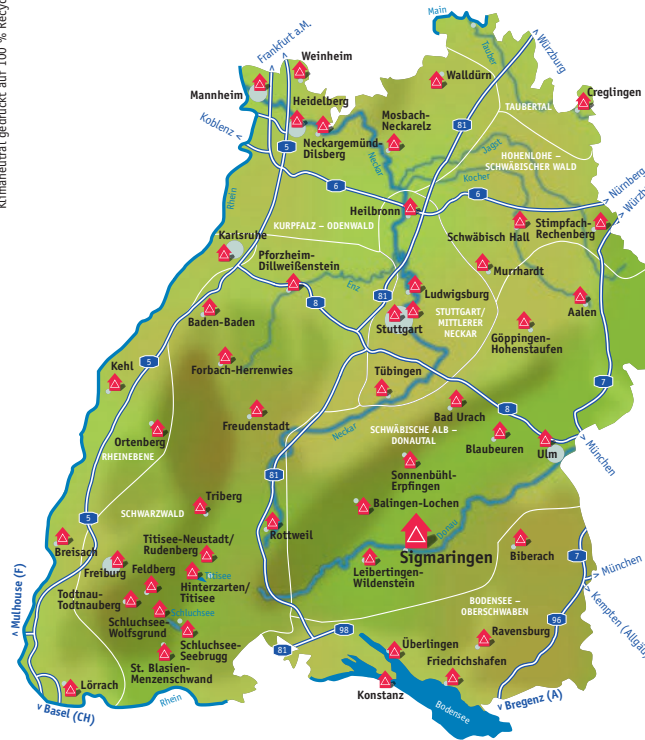 Klimaneutral gedruckt auf 100 % Recyc
Main
Frankfurt a.M.
Weinheim
Tauber
Würzburg
Walldürn
Mannheim
Creglingen
Heidelberg
TAUBERTAL
Mosbach-
Neckarelz
Koblenz
81
5
Neckargemünd-
Dilsberg
Jagst
HOHENLOHE –
SCHWÄBISCHER WALD
Neckar
Kocher
6
6
Nürnberg
Rhein
Heilbronn
Würzb
KURPFALZ – ODENWALD
Stimpfach-
Rechenberg
Karlsruhe
Schwäbisch Hall
Pforzheim-
Dillweißenstein
Murrhardt
Enz
Ludwigsburg
81
8
Aalen
Baden-Baden
STUTTGART/
MITTLERER
NECKAR
Stuttgart
Göppingen-
Hohenstaufen
5
Kehl
Forbach-Herrenwies
Tübingen
7
8
Bad Urach
Freudenstadt
Neckar
SCHWÄBISCHE ALB –
DONAUTAL
Ortenberg
Blaubeuren
Ulm
München
RHEINEBENE
Sonnenbühl-
Erpfingen
81
Triberg
Balingen-Lochen
SCHWARZWALD
5
Rottweil
Donau
Breisach
Titisee-Neustadt/
Rudenberg
Sigmaringen
Biberach
7
Freiburg
Feldberg
Leibertingen-
Wildenstein
München
Titisee
Hinterzarten/
Titisee
Todtnau-
Todtnauberg
Kempten (Allgäu)
BODENSEE –
OBERSCHWABEN
Schluchsee
Schluchsee-
Wolfsgrund
96
Mulhouse (F)
98
Ravensburg
Schluchsee-
Seebrugg
81
Überlingen
St. Blasien-
Menzenschwand
Friedrichshafen
Lörrach
Konstanz
Rhein
Bodensee
Bregenz (A)
Basel (CH)